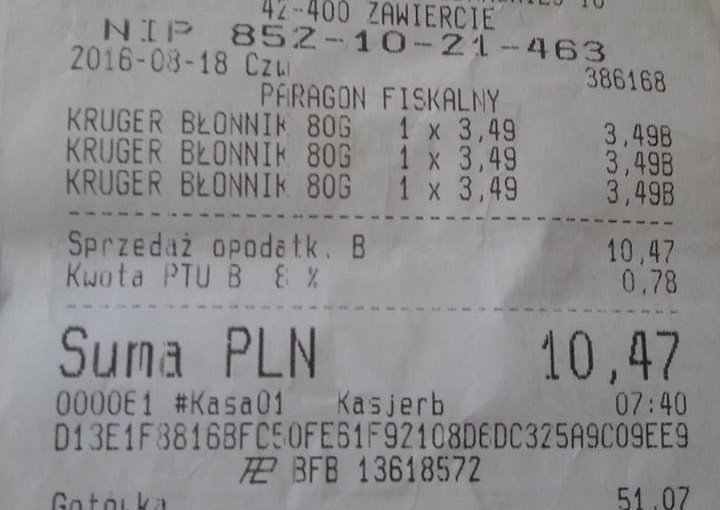 42-400 ZAWIERCIE
NIP 852-10-21-463
2016-08-18 Czw 386168
PARAGON FISKALNY
KRUGER BŁONNIK 80G 1 x 3,49 3,49B
KRUGER BŁONNIK 80G 1 x 3,49 3,49B
KRUGER BŁONNIK 80G 1 x 3,49 3,49B
Sprzedaż opodatk. B 10,47
Kwota PTU B 8 % 0,78
Suma PLN 10,47
0000E1 #Kasa01 Kasjerb 07:40
D13E1F8816BFC50FE61F92108DEDC325A9C09EE9
BFB 13618572
Gotówka 51,07